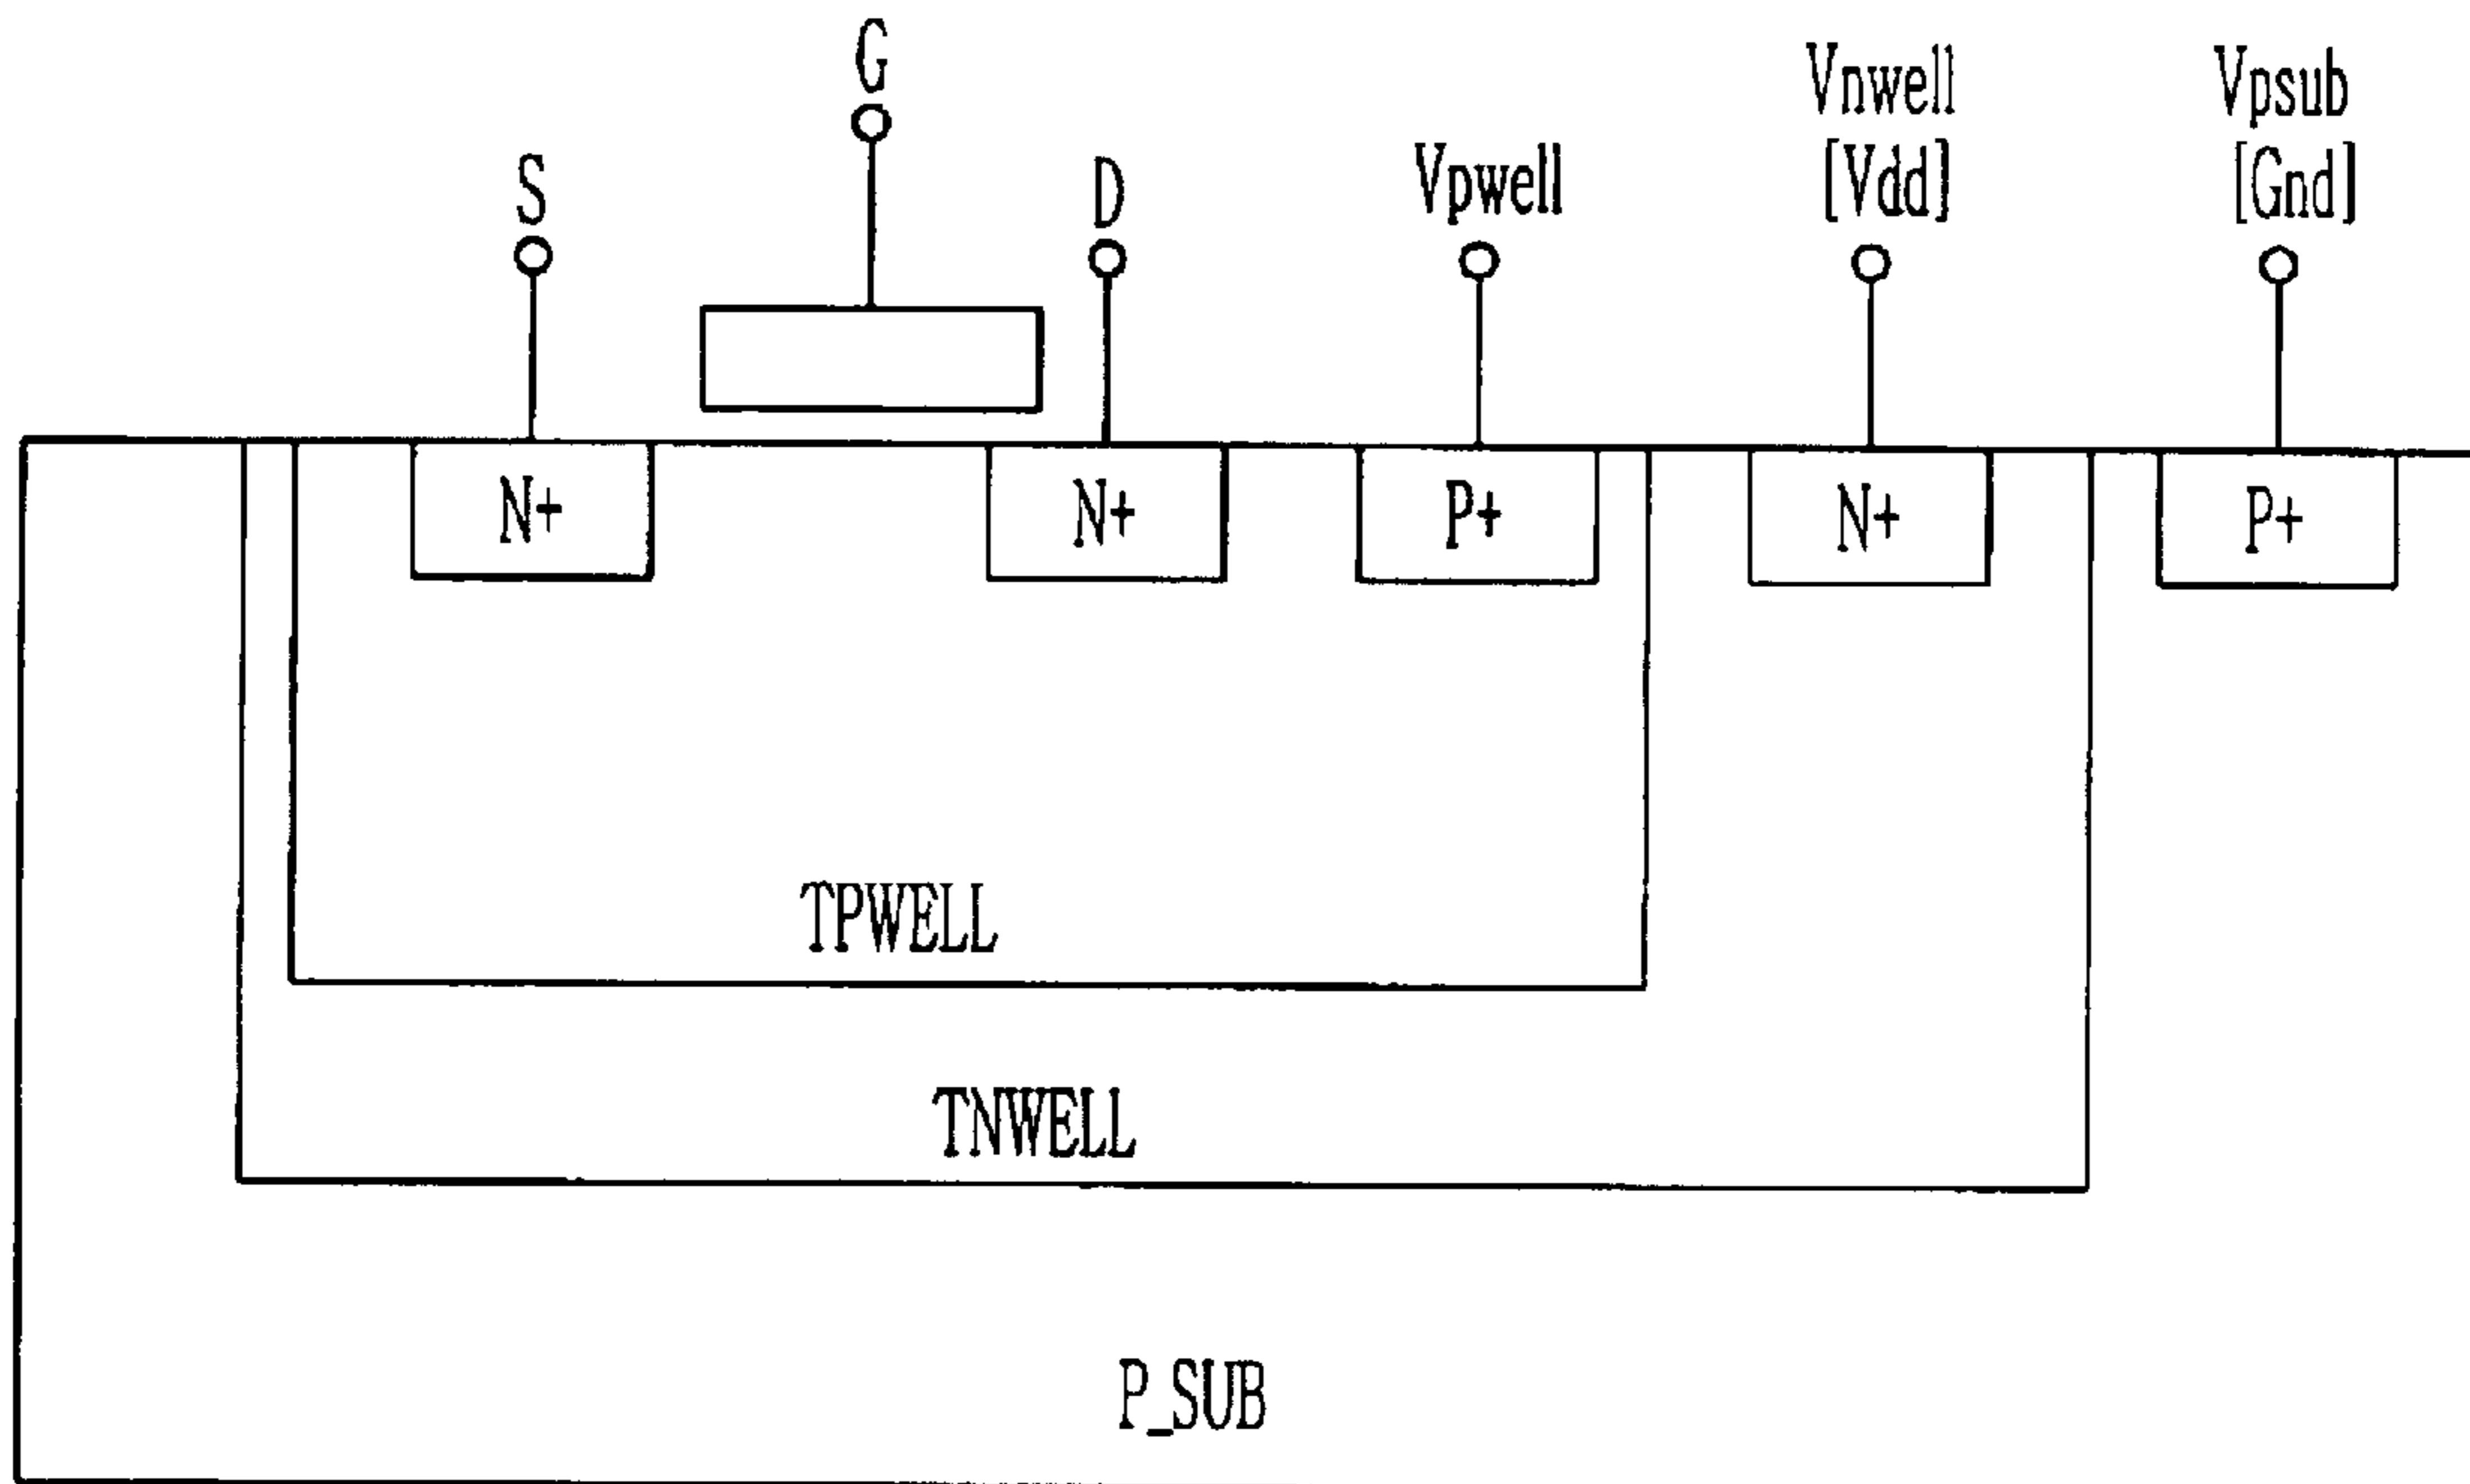 G
S
D
Vpwell
Vnwell
[Vdd]
Vpsub
[Gnd]
N+
N+
P+
N+
P+
TPWELL
TNWELL
P_SUB